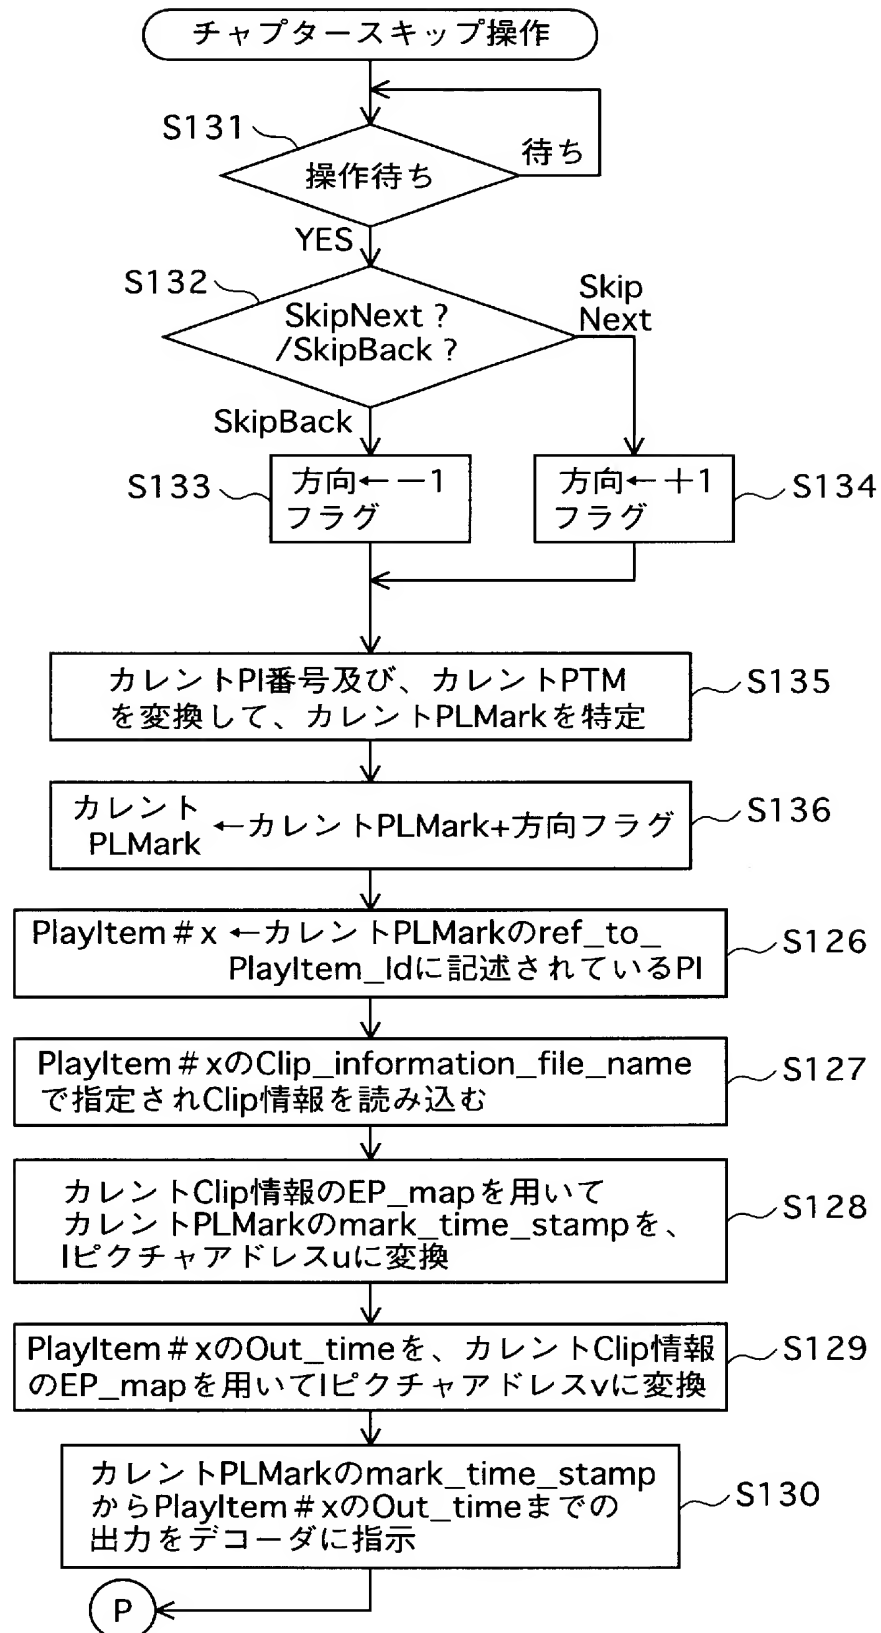 チャプタースキップ操作
S131
操作待ち
待ち
YES
S132
SkipNext ?
/SkipBack ?
Skip
Next
SkipBack
S133
方向←－1
フラグ
方向←＋1
フラグ
S134
カレントPI番号及び、カレントPTM
を変換して、カレントPLMarkを特定
S135
カレント
PLMark ←カレントPLMark+方向フラグ
S136
PlayItem＃x ←カレントPLMarkのref_to_
PlayItem_Idに記述されているPI
S126
PlayItem＃xのClip_information_file_name
で指定されClip情報を読み込む
S127
カレントClip情報のEP_mapを用いて
カレントPLMarkのmark_time_stampを、
Iピクチャアドレスuに変換
S128
PlayItem＃xのOut_timeを、カレントClip情報
のEP_mapを用いてIピクチャアドレスvに変換
S129
カレントPLMarkのmark_time_stamp
からPlayItem＃xのOut_timeまでの
出力をデコーダに指示
S130
P